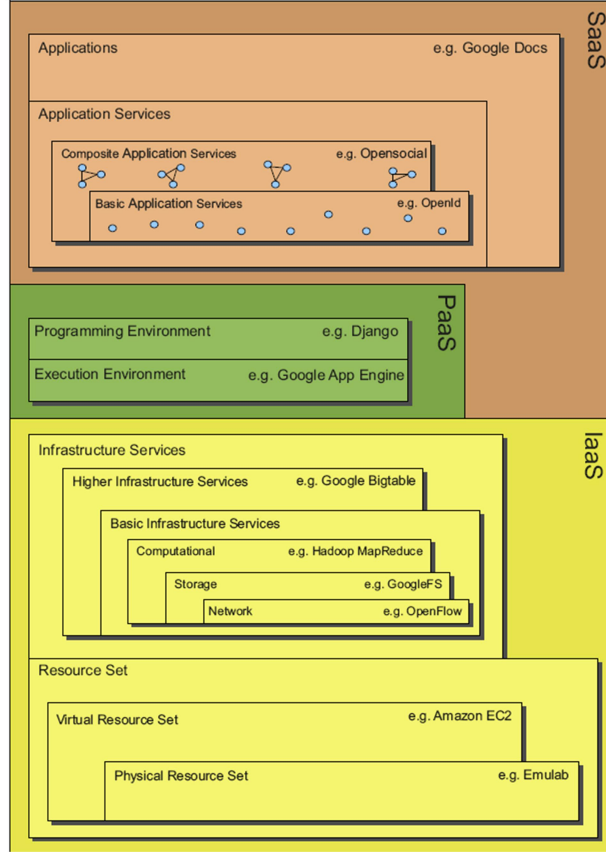 SaaS
Applications e.g. Google Docs
Application Services
Composite Application Services e.g. Opensocial
Basic Application Services e.g. OpenId
PaaS
Programming Environment e.g. Django
Execution Environment e.g. Google App Engine
IaaS
Infrastructure Services
Higher Infrastructure Services e.g. Google Bigtable
Basic Infrastructure Services
Computational e.g. Hadoop MapReduce
Storage e.g. GoogleFS
Network e.g. OpenFlow
Resource Set
Virtual Resource Set e.g. Amazon EC2
Physical Resource Set e.g. Emulab